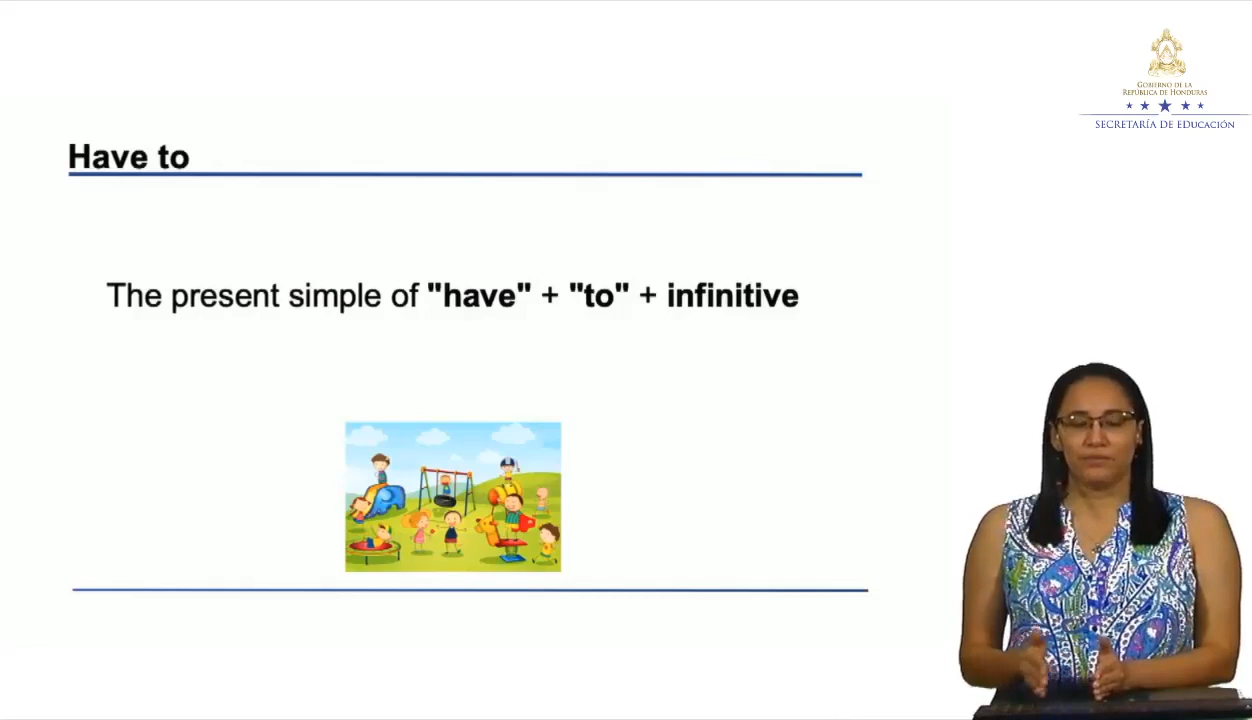 Gobierno de la
República de Honduras
Secretaría de Educación
Have to
The present simple of "have" + "to" + infinitive